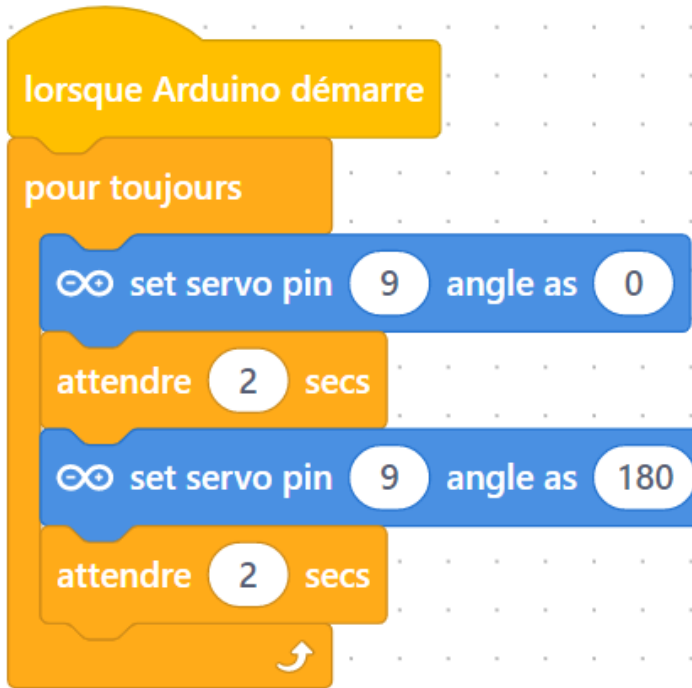 lorsque Arduino démarre
pour toujours
set servo pin 9 angle as 0
attendre 2 secs
set servo pin 9 angle as 180
attendre 2 secs